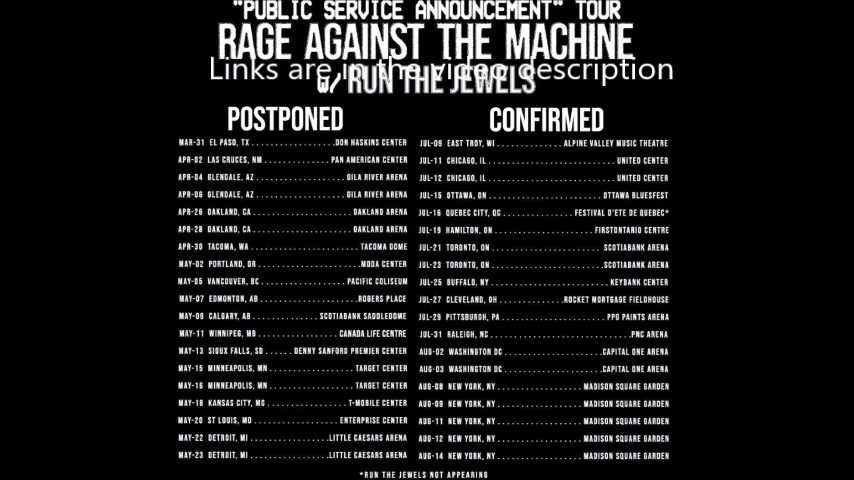 "PUBLIC SERVICE ANNOUNCEMENT" TOUR
RAGE AGAINST THE MACHINE
Links are in the video description
W/ RUN THE JEWELS
POSTPONED
MAR-31 EL PASO, TX.................DON HASKINS CENTER
APR-02 LAS CRUCES, NM.............PAN AMERICAN CENTER
APR-04 GLENDALE, AZ..................GILA RIVER ARENA
APR-06 GLENDALE, AZ..................GILA RIVER ARENA
APR-26 OAKLAND, CA....................OAKLAND ARENA
APR-28 OAKLAND, CA....................OAKLAND ARENA
APR-30 TACOMA, WA......................TACOMA DOME
MAY-02 PORTLAND, OR.....................MODA CENTER
MAY-05 VANCOUVER, BC...............PACIFIC COLISEUM
MAY-07 EDMONTON, AB....................ROGERS PLACE
MAY-09 CALGARY, AB............SCOTIABANK SADDLEDOME
MAY-11 WINNIPEG, MB................CANADA LIFE CENTRE
MAY-13 SIOUX FALLS, SD......DENNY SANFORD PREMIER CENTER
MAY-15 MINNEAPOLIS, MN..................TARGET CENTER
MAY-16 MINNEAPOLIS, MN..................TARGET CENTER
MAY-18 KANSAS CITY, MO.................T-MOBILE CENTER
MAY-20 ST LOUIS, MO..................ENTERPRISE CENTER
MAY-22 DETROIT, MI................LITTLE CAESARS ARENA
MAY-23 DETROIT, MI................LITTLE CAESARS ARENA
CONFIRMED
JUL-09 EAST TROY, WI..............ALPINE VALLEY MUSIC THEATRE
JUL-11 CHICAGO, IL...........................UNITED CENTER
JUL-12 CHICAGO, IL...........................UNITED CENTER
JUL-15 OTTAWA, ON........................OTTAWA BLUESFEST
JUL-16 QUEBEC CITY, QC..............FESTIVAL D'ETE DE QUEBEC*
JUL-19 HAMILTON, ON.....................FIRSTONTARIO CENTRE
JUL-21 TORONTO, ON.......................SCOTIABANK ARENA
JUL-23 TORONTO, ON.......................SCOTIABANK ARENA
JUL-25 BUFFALO, NY.........................KEYBANK CENTER
JUL-27 CLEVELAND, OH.............ROCKET MORTGAGE FIELDHOUSE
JUL-29 PITTSBURGH, PA......................PPG PAINTS ARENA
JUL-31 RALEIGH, NC...............................PNC ARENA
AUG-02 WASHINGTON DC....................CAPITAL ONE ARENA
AUG-03 WASHINGTON DC....................CAPITAL ONE ARENA
AUG-08 NEW YORK, NY..................MADISON SQUARE GARDEN
AUG-09 NEW YORK, NY..................MADISON SQUARE GARDEN
AUG-11 NEW YORK, NY..................MADISON SQUARE GARDEN
AUG-12 NEW YORK, NY..................MADISON SQUARE GARDEN
AUG-14 NEW YORK, NY..................MADISON SQUARE GARDEN
*RUN THE JEWELS NOT APPEARING